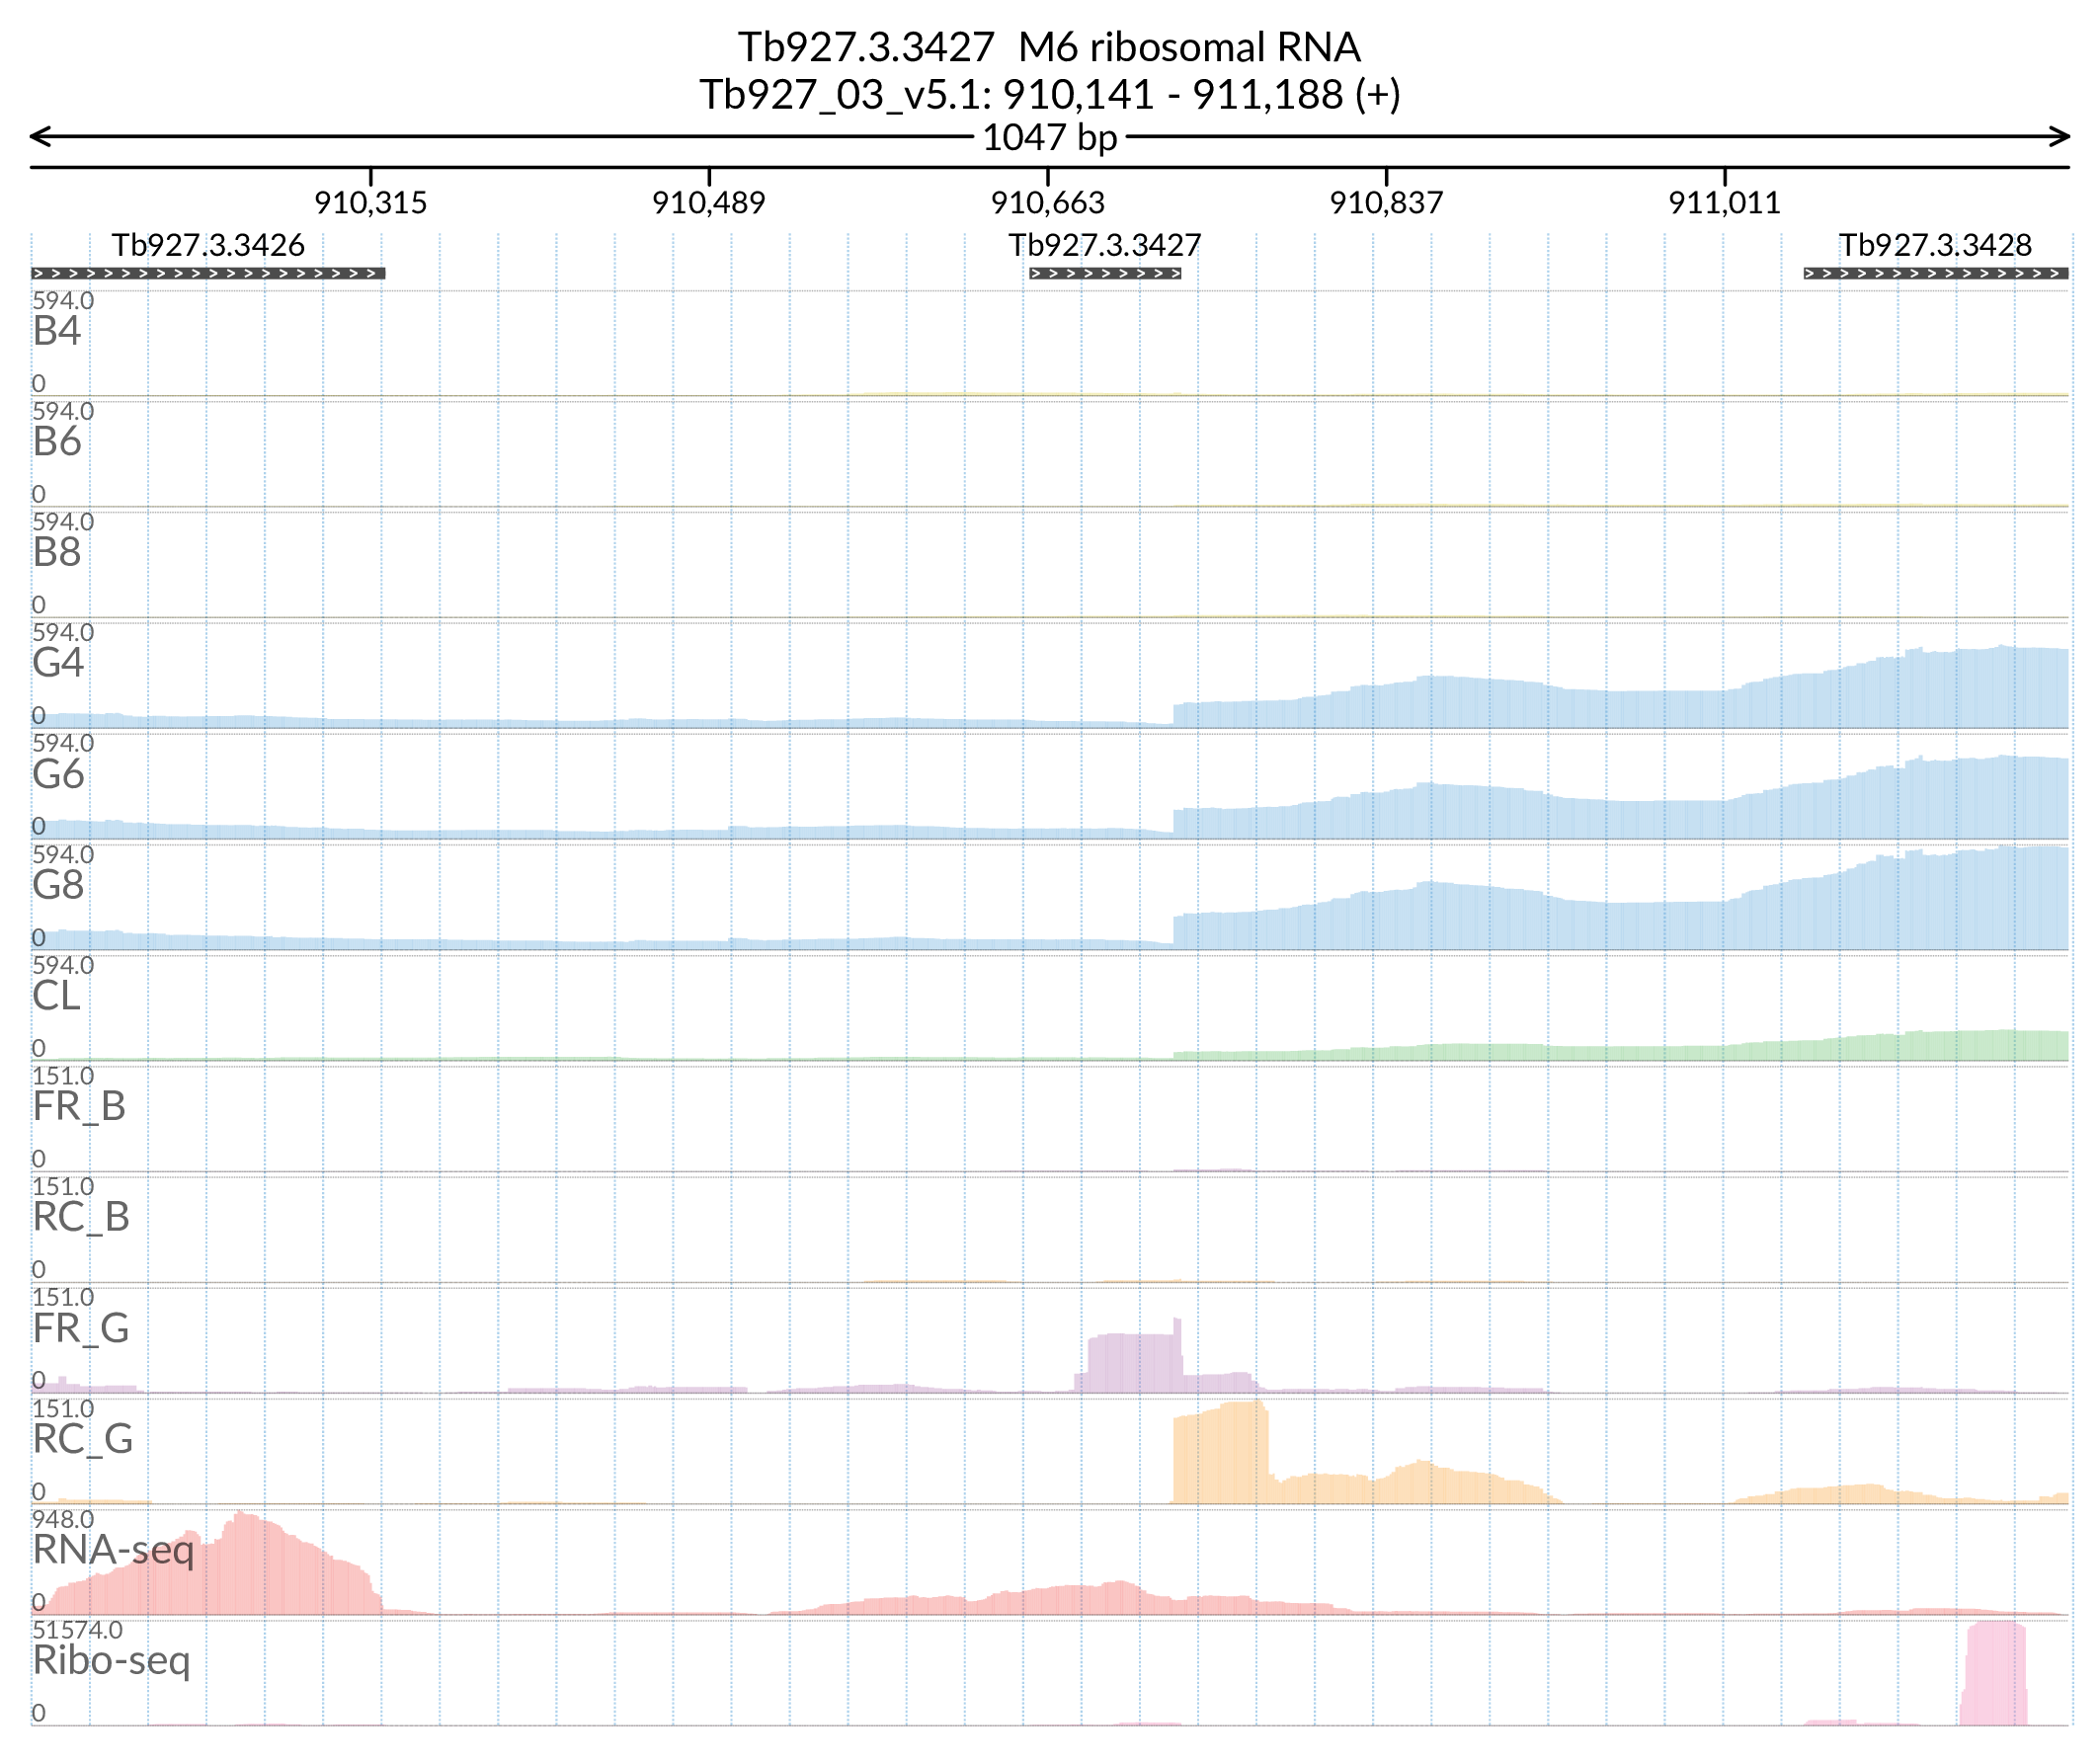 Tb927.3.3427  M6 ribosomal RNA
Tb927_03_v5.1: 910,141 - 911,188 (+)
1047 bp
910,315 910,489 910,663 910,837 911,011
Tb927.3.3426 Tb927.3.3427 Tb927.3.3428
594.0
B4
0
594.0
B6
0
594.0
B8
0
594.0
G4
0
594.0
G6
0
594.0
G8
0
594.0
CL
0
151.0
FR_B
0
151.0
RC_B
0
151.0
FR_G
0
151.0
RC_G
0
948.0
RNA-seq
0
51574.0
Ribo-seq
0